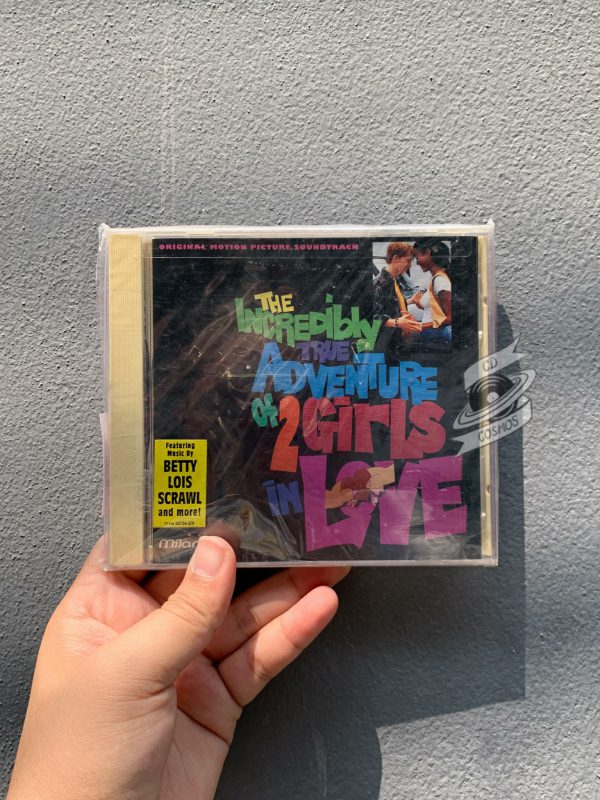 ORIGINAL MOTION PICTURE SOUNDTRACK
THE
INCREDIBLY
TRUE
ADVENTURE
Of 2 GIRLS
in LOVE
Featuring
Music By
BETTY
LOIS
SCRAWL
and more!
Milan
CD
COSMOS